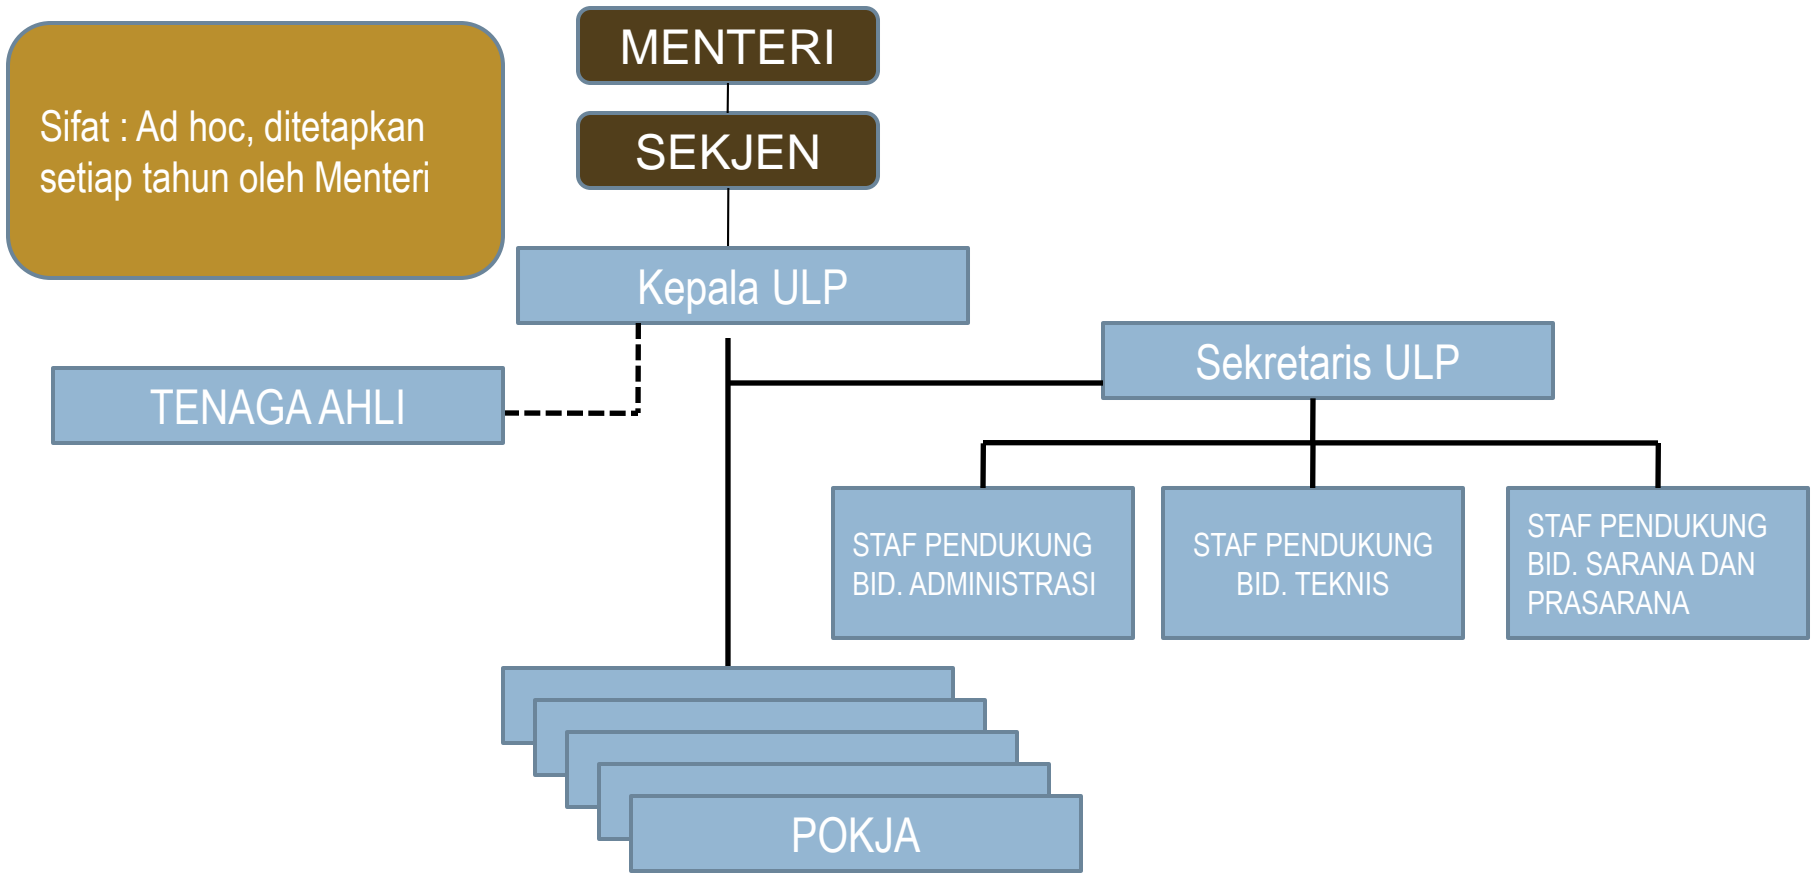 MENTERI
Sifat : Ad hoc, ditetapkan
setiap tahun oleh Menteri
SEKJEN
Kepala ULP
Sekretaris ULP
TENAGA AHLI
STAF PENDUKUNG
BID. ADMINISTRASI
STAF PENDUKUNG
BID. TEKNIS
STAF PENDUKUNG
BID. SARANA DAN
PRASARANA
POKJA